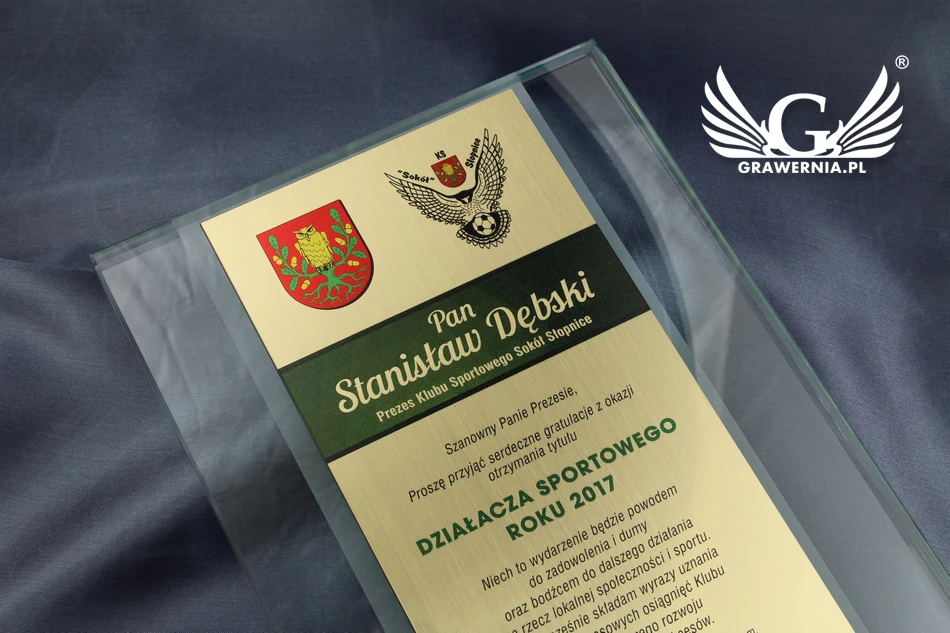 G
®
GRAWERNIA.PL
"Sokół" KS Słopnice
Pan
Stanisław Dębski
Prezes Klubu Sportowego Sokół Słopnice
Szanowny Panie Prezesie,
Proszę przyjąć serdeczne gratulacje z okazji
otrzymania tytułu
DZIAŁACZA SPORTOWEGO
ROKU 2017
Niech to wydarzenie będzie powodem
do zadowolenia i dumy
oraz bodźcem do dalszego działania
rzecz lokalnej społeczności i sportu.
składam wyrazy uznania
osiągnięć Klubu
rozwoju